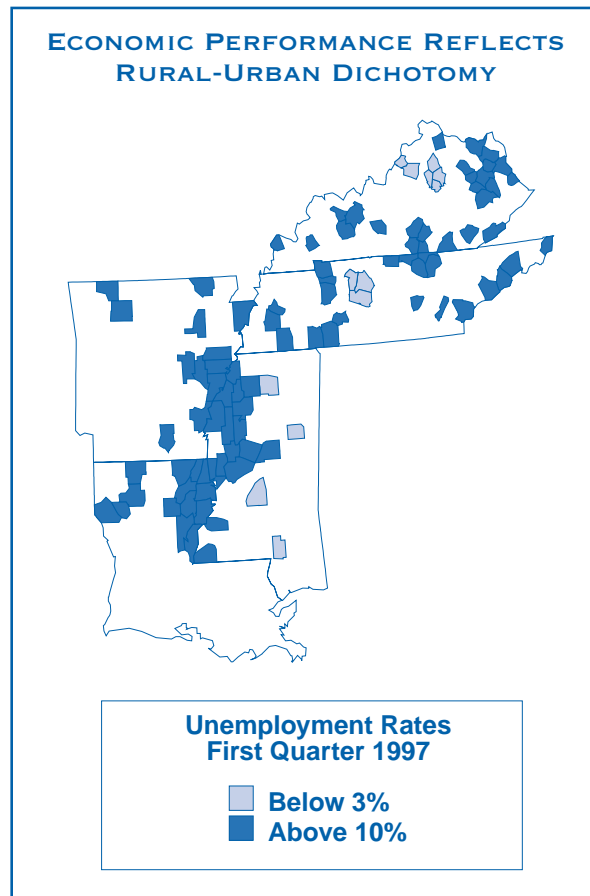 ECONOMIC PERFORMANCE REFLECTS
RURAL-URBAN DICHOTOMY
Unemployment Rates
First Quarter 1997
Below 3%
Above 10%